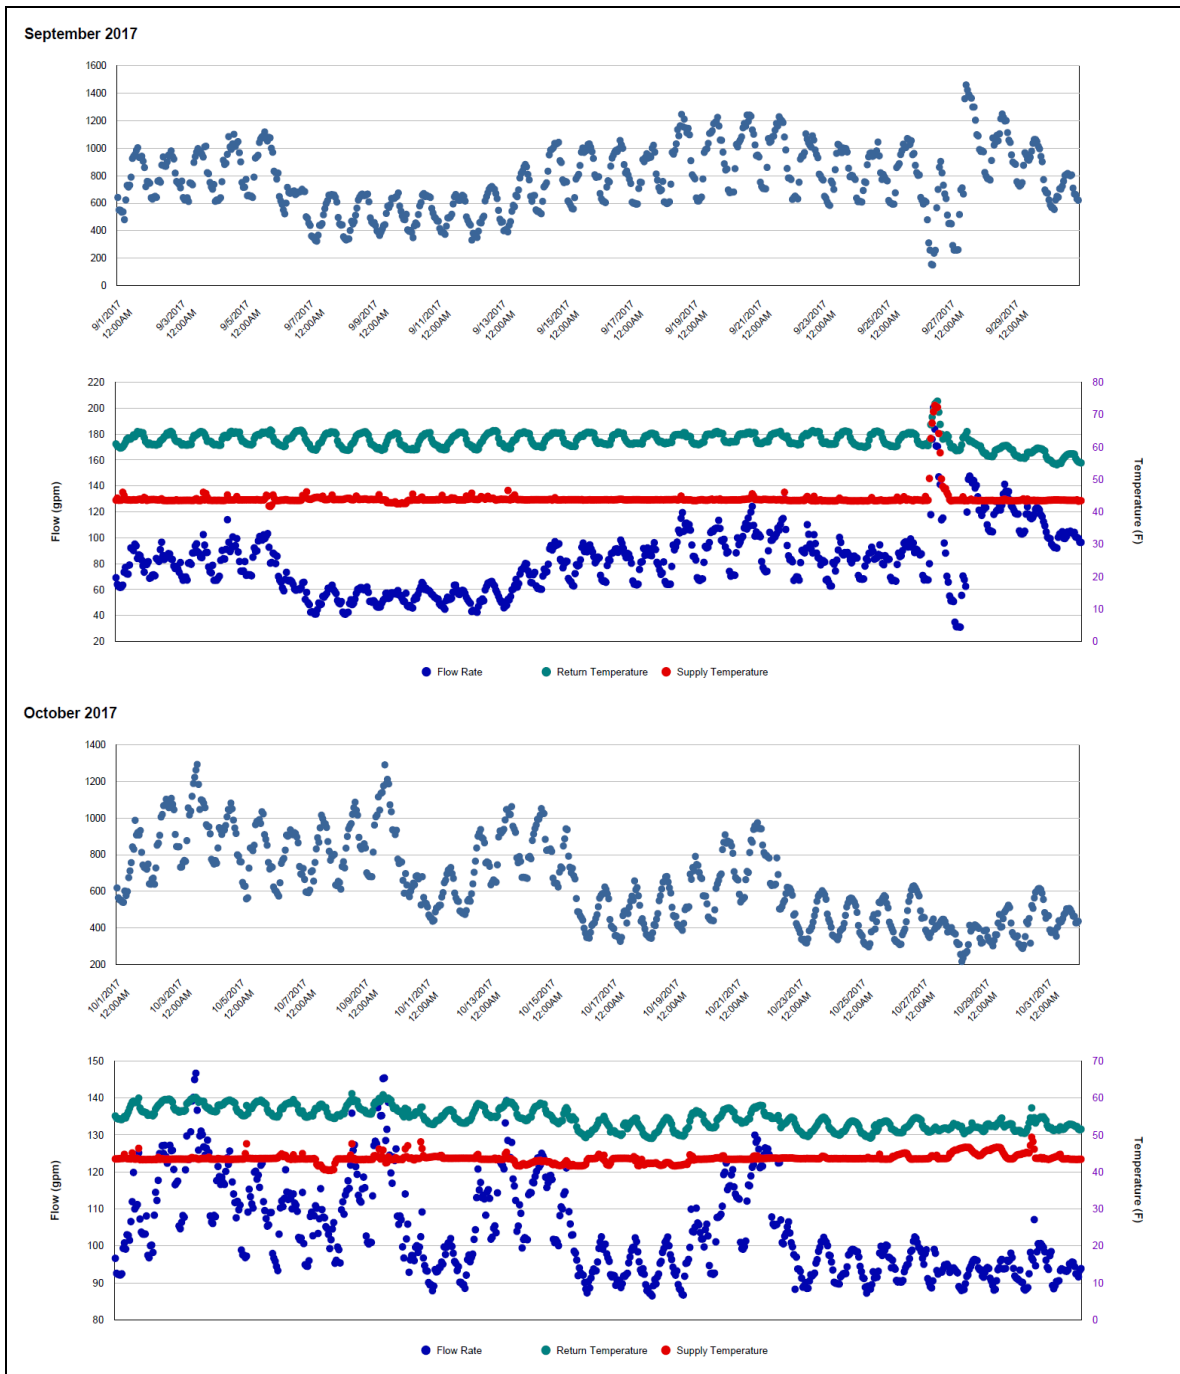 September 2017
1600
1400
1200
1000
800
600
400
200
0
9/1/2017 12:00AM
9/3/2017 12:00AM
9/5/2017 12:00AM
9/7/2017 12:00AM
9/9/2017 12:00AM
9/11/2017 12:00AM
9/13/2017 12:00AM
9/15/2017 12:00AM
9/17/2017 12:00AM
9/19/2017 12:00AM
9/21/2017 12:00AM
9/23/2017 12:00AM
9/25/2017 12:00AM
9/27/2017 12:00AM
9/29/2017 12:00AM
220 80
200 70
180 60
160
140 50
120 40
100 30
80
60 20
40 10
20 0
Flow (gpm)
Temperature (F)
Flow Rate Return Temperature Supply Temperature
October 2017
1400
1200
1000
800
600
400
200
10/1/2017 12:00AM
10/3/2017 12:00AM
10/5/2017 12:00AM
10/7/2017 12:00AM
10/9/2017 12:00AM
10/11/2017 12:00AM
10/13/2017 12:00AM
10/15/2017 12:00AM
10/17/2017 12:00AM
10/19/2017 12:00AM
10/21/2017 12:00AM
10/23/2017 12:00AM
10/25/2017 12:00AM
10/27/2017 12:00AM
10/29/2017 12:00AM
10/31/2017 12:00AM
150 70
140 60
130 50
120 40
110 30
100 20
90 10
80 0
Flow (gpm)
Temperature (F)
Flow Rate Return Temperature Supply Temperature